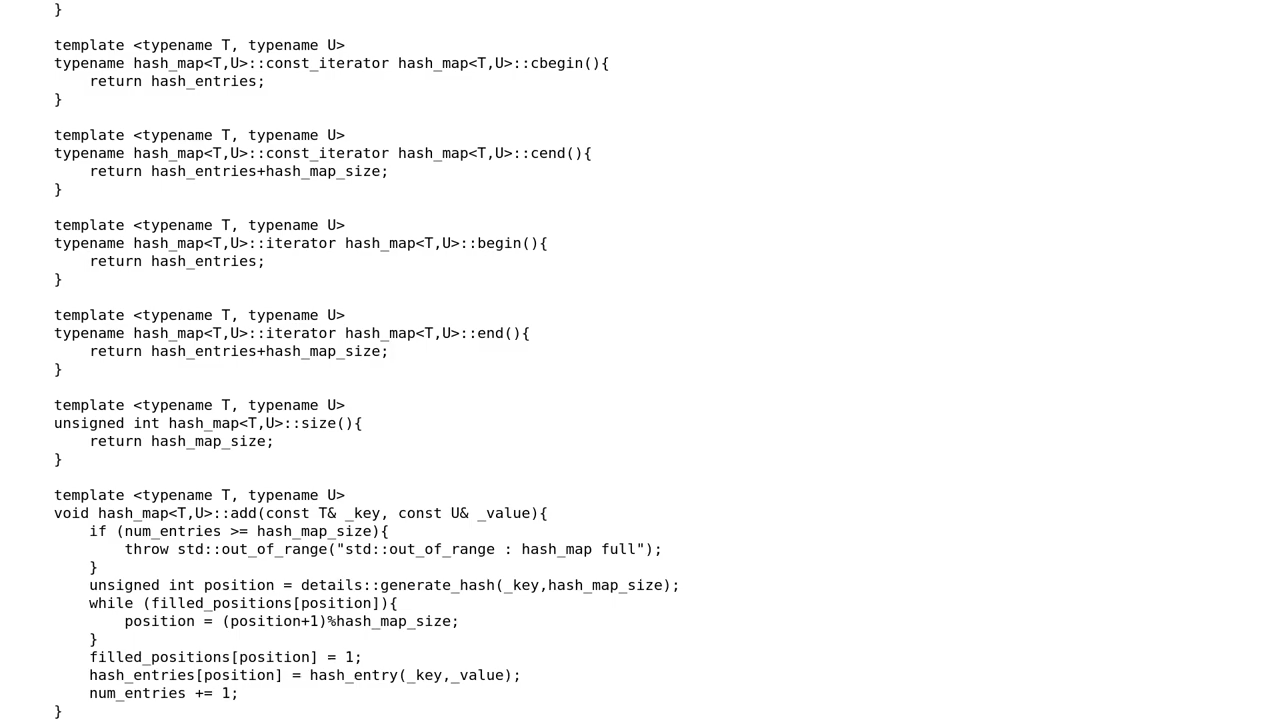 }
template <typename T, typename U>
typename hash_map<T,U>::const_iterator hash_map<T,U>::cbegin(){
    return hash_entries;
}
template <typename T, typename U>
typename hash_map<T,U>::const_iterator hash_map<T,U>::cend(){
    return hash_entries+hash_map_size;
}
template <typename T, typename U>
typename hash_map<T,U>::iterator hash_map<T,U>::begin(){
    return hash_entries;
}
template <typename T, typename U>
typename hash_map<T,U>::iterator hash_map<T,U>::end(){
    return hash_entries+hash_map_size;
}
template <typename T, typename U>
unsigned int hash_map<T,U>::size(){
    return hash_map_size;
}
template <typename T, typename U>
void hash_map<T,U>::add(const T& _key, const U& _value){
    if (num_entries >= hash_map_size){
        throw std::out_of_range("std::out_of_range : hash_map full");
    }
    unsigned int position = details::generate_hash(_key,hash_map_size);
    while (filled_positions[position]){
        position = (position+1)%hash_map_size;
    }
    filled_positions[position] = 1;
    hash_entries[position] = hash_entry(_key,_value);
    num_entries += 1;
}